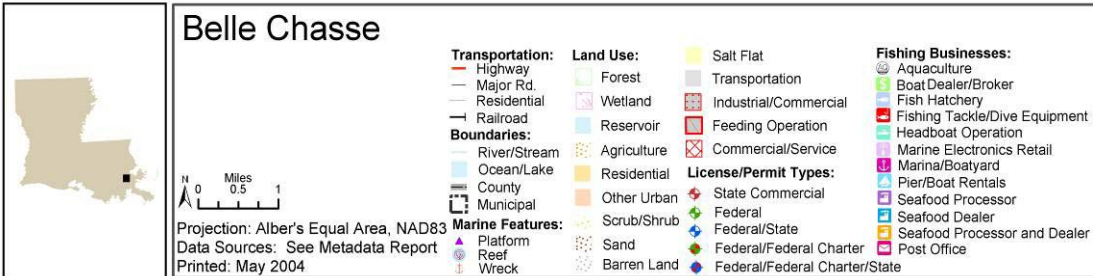 Belle Chasse
N
Miles
0 0.5 1
Projection: Alber's Equal Area, NAD83
Data Sources: See Metadata Report
Printed: May 2004
Transportation:
Highway
Major Rd.
Residential
Railroad
Boundaries:
River/Stream
Ocean/Lake
County
Municipal
Marine Features:
Platform
Reef
Wreck
Land Use:
Forest
Wetland
Reservoir
Agriculture
Residential
Other Urban
Scrub/Shrub
Sand
Barren Land
Salt Flat
Transportation
Industrial/Commercial
Feeding Operation
Commercial/Service
License/Permit Types:
State Commercial
Federal
Federal/State
Federal/Federal Charter
Federal/Federal Charter/State
Fishing Businesses:
Aquaculture
Boat Dealer/Broker
Fish Hatchery
Fishing Tackle/Dive Equipment
Headboat Operation
Marine Electronics Retail
Marina/Boatyard
Pier/Boat Rentals
Seafood Processor
Seafood Dealer
Seafood Processor and Dealer
Post Office